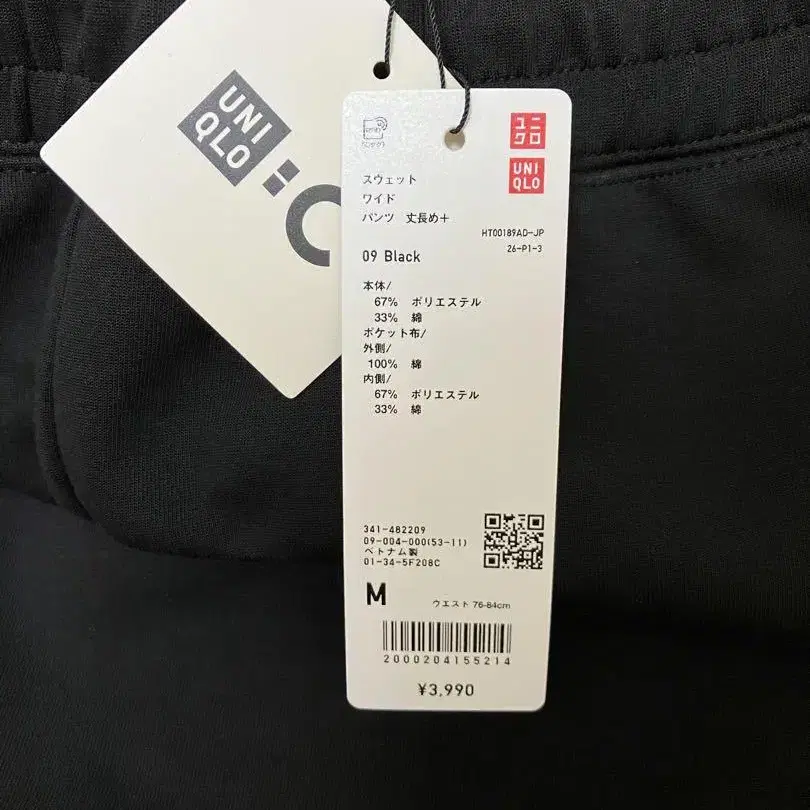 UNI
QLO
:C
ユニ
クロ
UNI
QLO
スウェット
ワイド
パンツ 丈長め+
HT00189AD-JP
26-P1-3
09 Black
本体/
67% ポリエステル
33% 綿
ポケット布/
外側/
100% 綿
内側/
67% ポリエステル
33% 綿
341-482209
09-004-000(53-11)
ベトナム製
01-34-5F208C
M
ウエスト 76-84cm
2000204155214
¥3,990